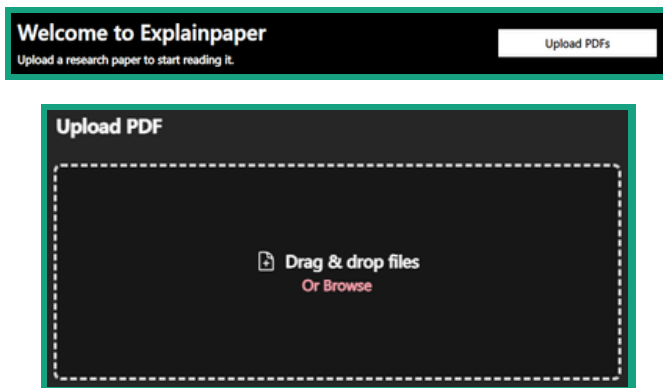 Welcome to Explainpaper
Upload a research paper to start reading it.
Upload PDFs
Upload PDF
Drag & drop files
Or Browse